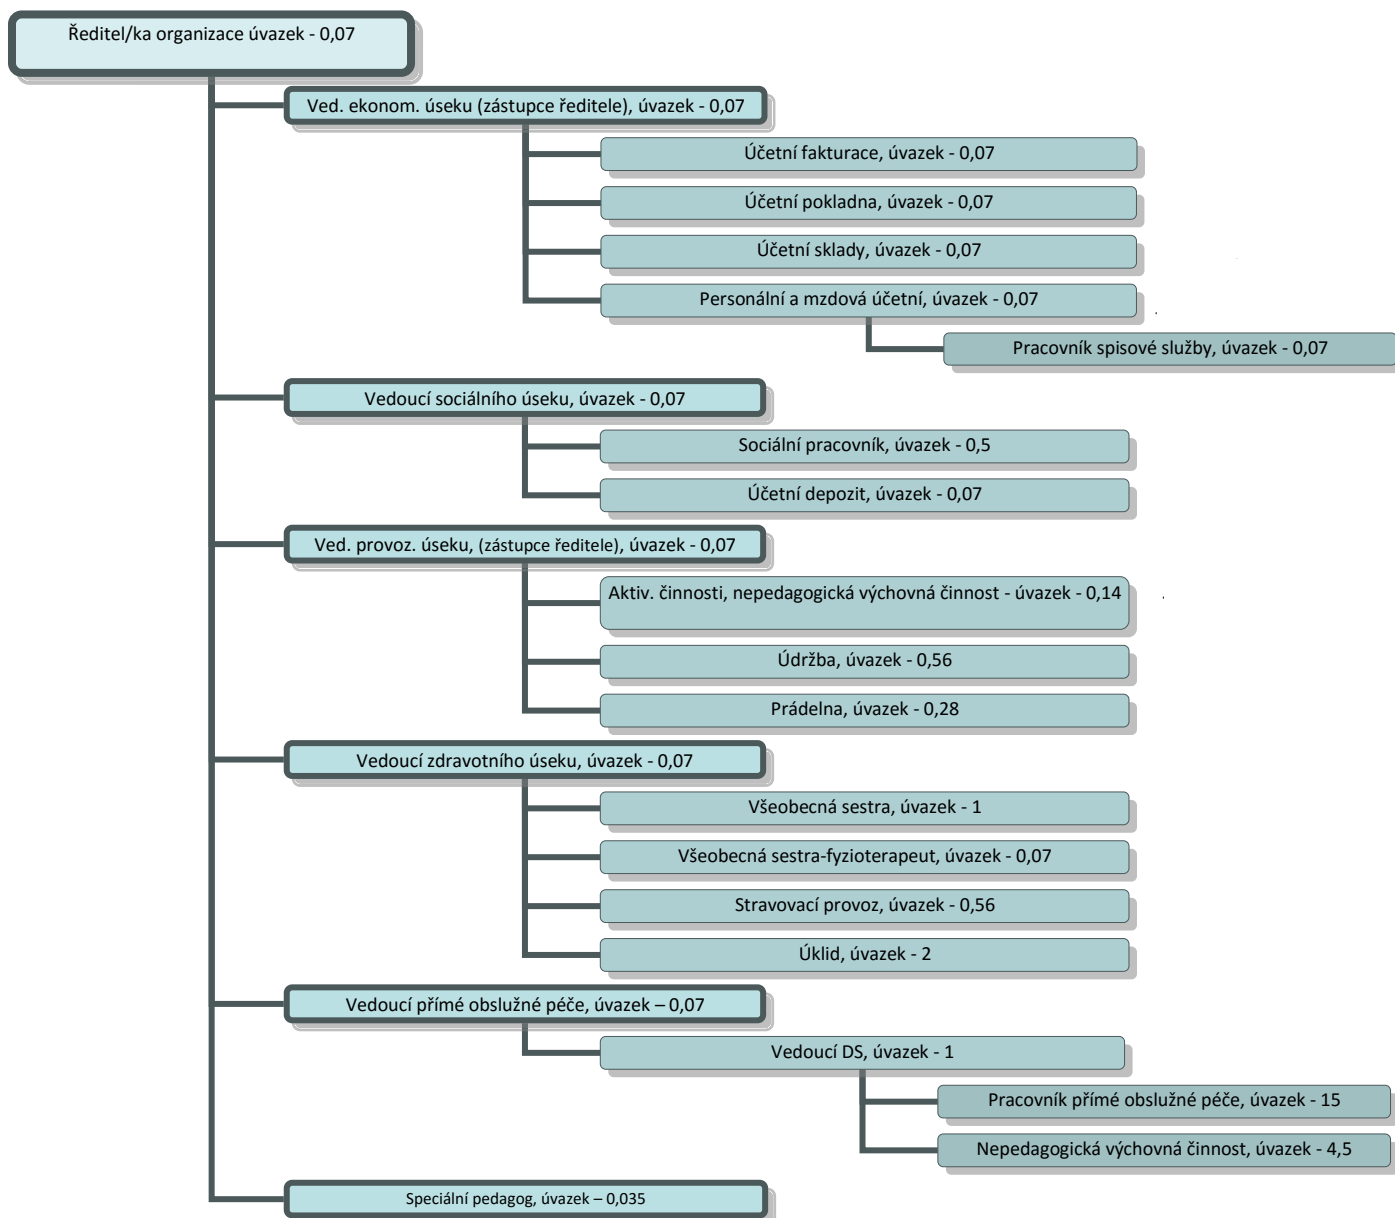 Ředitel/ka organizace úvazek - 0,07
Ved. ekonom. úseku (zástupce ředitele), úvazek - 0,07
Účetní fakturace, úvazek - 0,07
Účetní pokladna, úvazek - 0,07
Účetní sklady, úvazek - 0,07
Personální a mzdová účetní, úvazek - 0,07
Pracovník spisové služby, úvazek - 0,07
Vedoucí sociálního úseku, úvazek - 0,07
Sociální pracovník, úvazek - 0,5
Účetní depozit, úvazek - 0,07
Ved. provoz. úseku, (zástupce ředitele), úvazek - 0,07
Aktiv. činnosti, nepedagogická výchovná činnost - úvazek - 0,14
Údržba, úvazek - 0,56
Prádelna, úvazek - 0,28
Vedoucí zdravotního úseku, úvazek - 0,07
Všeobecná sestra, úvazek - 1
Všeobecná sestra-fyzioterapeut, úvazek - 0,07
Stravovací provoz, úvazek - 0,56
Úklid, úvazek - 2
Vedoucí přímé obslužné péče, úvazek – 0,07
Vedoucí DS, úvazek - 1
Pracovník přímé obslužné péče, úvazek - 15
Nepedagogická výchovná činnost, úvazek - 4,5
Speciální pedagog, úvazek – 0,035